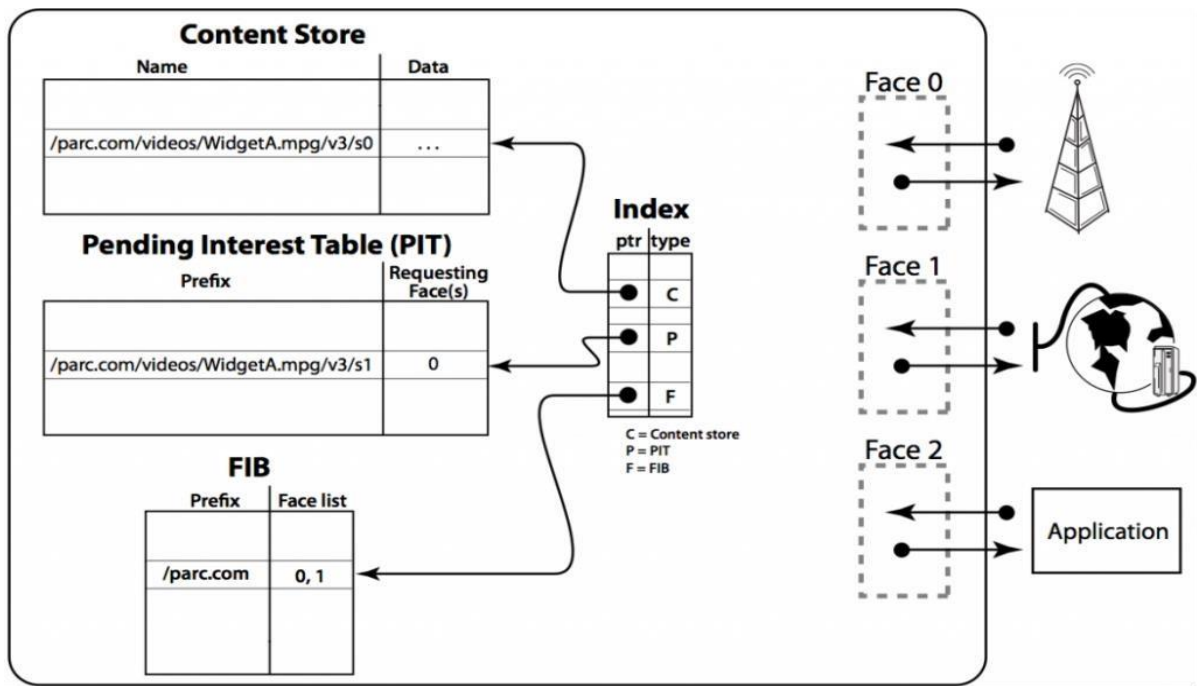 Content Store
Name Data
/parc.com/videos/WidgetA.mpg/v3/s0 ...
Pending Interest Table (PIT)
Prefix Requesting
Face(s)
/parc.com/videos/WidgetA.mpg/v3/s1 0
FIB
Prefix Face list
/parc.com 0, 1
Index
ptr type
C
P
F
C = Content store
P = PIT
F = FIB
Face 0
Face 1
Face 2
Application